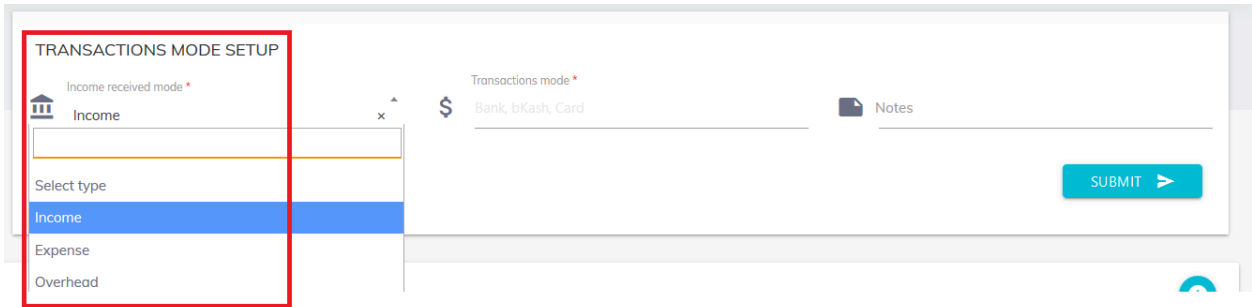 TRANSACTIONS MODE SETUP
Income received mode *
Income ×
Transactions mode *
Bank, bKash, Card
Notes
Select type
Income
Expense
Overhead
SUBMIT